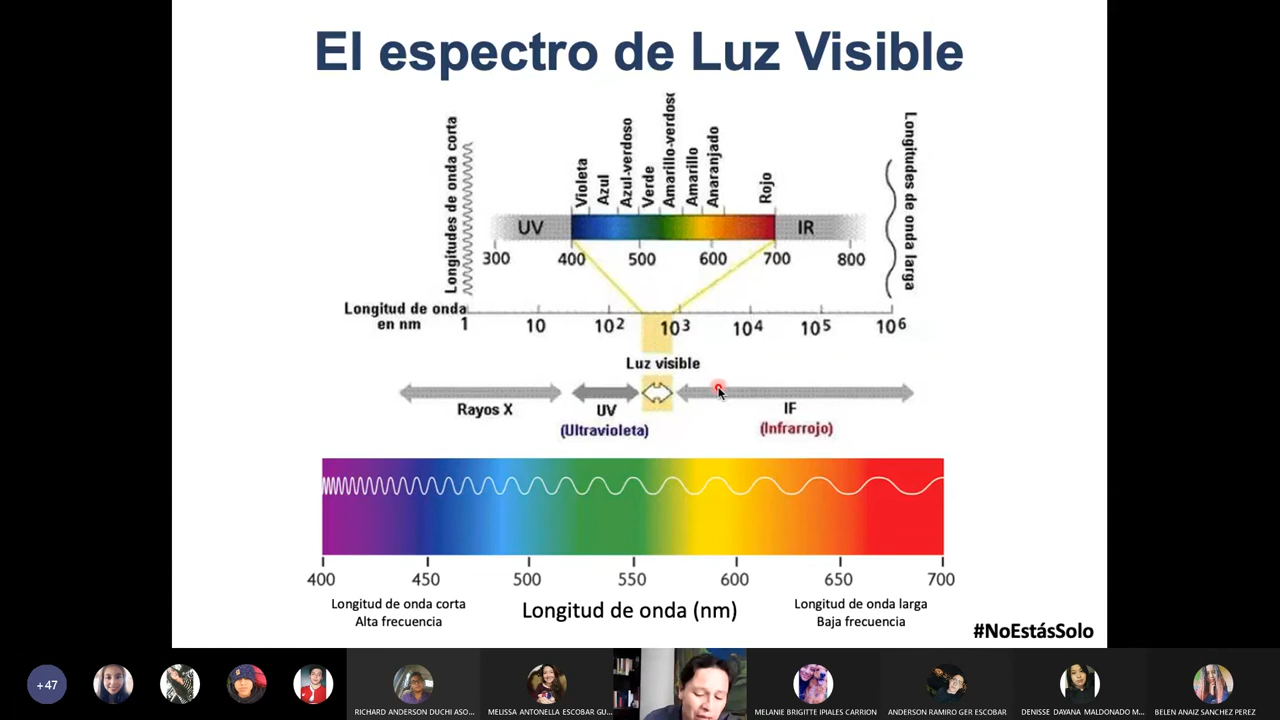 El espectro de Luz Visible
Longitudes de onda corta
Violeta
Azul
Azul-verdoso
Verde
Amarillo-verdoso
Amarillo
Anaranjado
Rojo
Longitudes de onda larga
UV
IR
300 400 500 600 700 800
Longitud de onda
en nm
1 10 10² 10³ 10⁴ 10⁵ 10⁶
Luz visible
Rayos X
UV
(Ultravioleta)
IF
(Infrarrojo)
400 450 500 550 600 650 700
Longitud de onda corta
Alta frecuencia
Longitud de onda (nm)
Longitud de onda larga
Baja frecuencia
#NoEstásSolo
+47
RICHARD ANDERSON DUCHI ASO...
MELISSA ANTONELLA ESCOBAR GU...
MELANIE BRIGITTE IPIALES CARRION
ANDERSON RAMIRO GER ESCOBAR
DENISSE DAYANA MALDONADO M...
BELEN ANAIZ SANCHEZ PEREZ